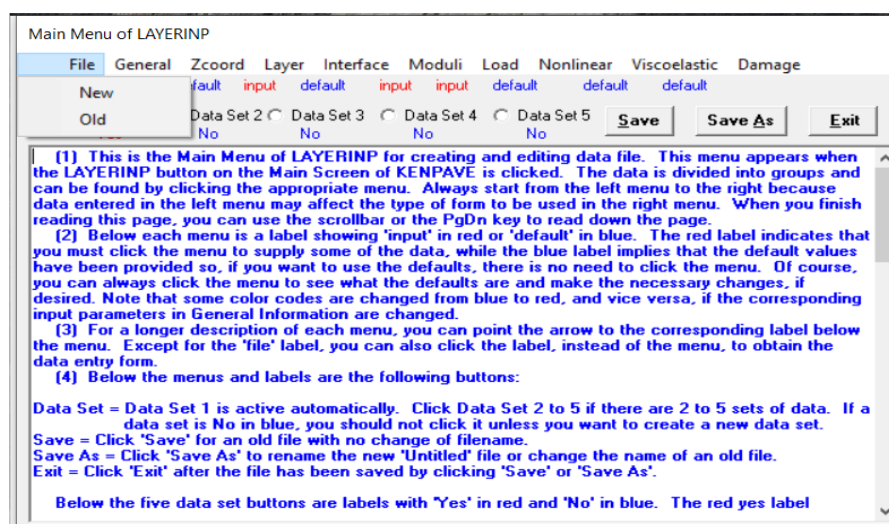 Main Menu of LAYERINP
File General Zcoord Layer Interface Moduli Load Nonlinear Viscoelastic Damage
input default input input default default default
New
Old
Data Set 2 Data Set 3 Data Set 4 Data Set 5 Save Save As Exit
No No No No
(1) This is the Main Menu of LAYERINP for creating and editing data file. This menu appears when
the LAYERINP button on the Main Screen of KENPAVE is clicked. The data is divided into groups and
can be found by clicking the appropriate menu. Always start from the left menu to the right because
data entered in the left menu may affect the type of form to be used in the right menu. When you finish
reading this page, you can use the scrollbar or the PgDn key to read down the page.
(2) Below each menu is a label showing 'input' in red or 'default' in blue. The red label indicates that
you must click the menu to supply some of the data, while the blue label implies that the default values
have been provided so, if you want to use the defaults, there is no need to click the menu. Of course,
you can always click the menu to see what the defaults are and make the necessary changes, if
desired. Note that some color codes are changed from blue to red, and vice versa, if the corresponding
input parameters in General Information are changed.
(3) For a longer description of each menu, you can point the arrow to the corresponding label below
the menu. Except for the 'file' label, you can also click the label, instead of the menu, to obtain the
data entry form.
(4) Below the menus and labels are the following buttons:
Data Set = Data Set 1 is active automatically. Click Data Set 2 to 5 if there are 2 to 5 sets of data. If a
data set is No in blue, you should not click it unless you want to create a new data set.
Save = Click 'Save' for an old file with no change of filename.
Save As = Click 'Save As' to rename the new 'Untitled' file or change the name of an old file.
Exit = Click 'Exit' after the file has been saved by clicking 'Save' or 'Save As'.
Below the five data set buttons are labels with 'Yes' in red and 'No' in blue. The red yes label